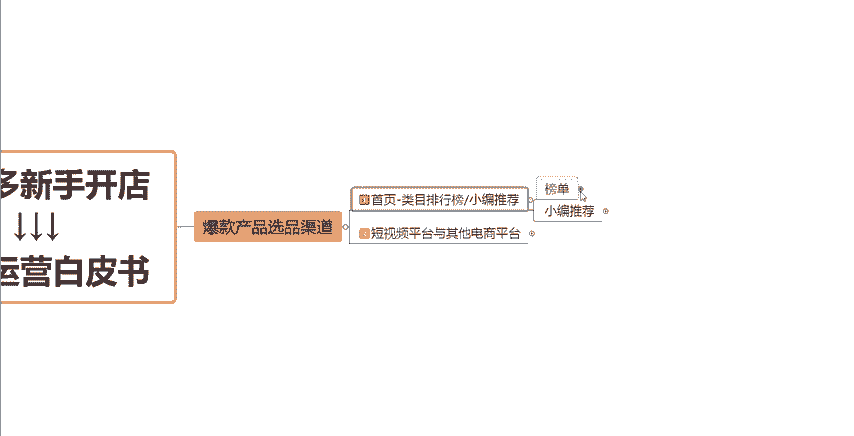 多新手开店
↓↓↓
运营白皮书
爆款产品选品渠道
首页-类目排行榜/小编推荐
榜单
小编推荐
短视频平台与其他电商平台